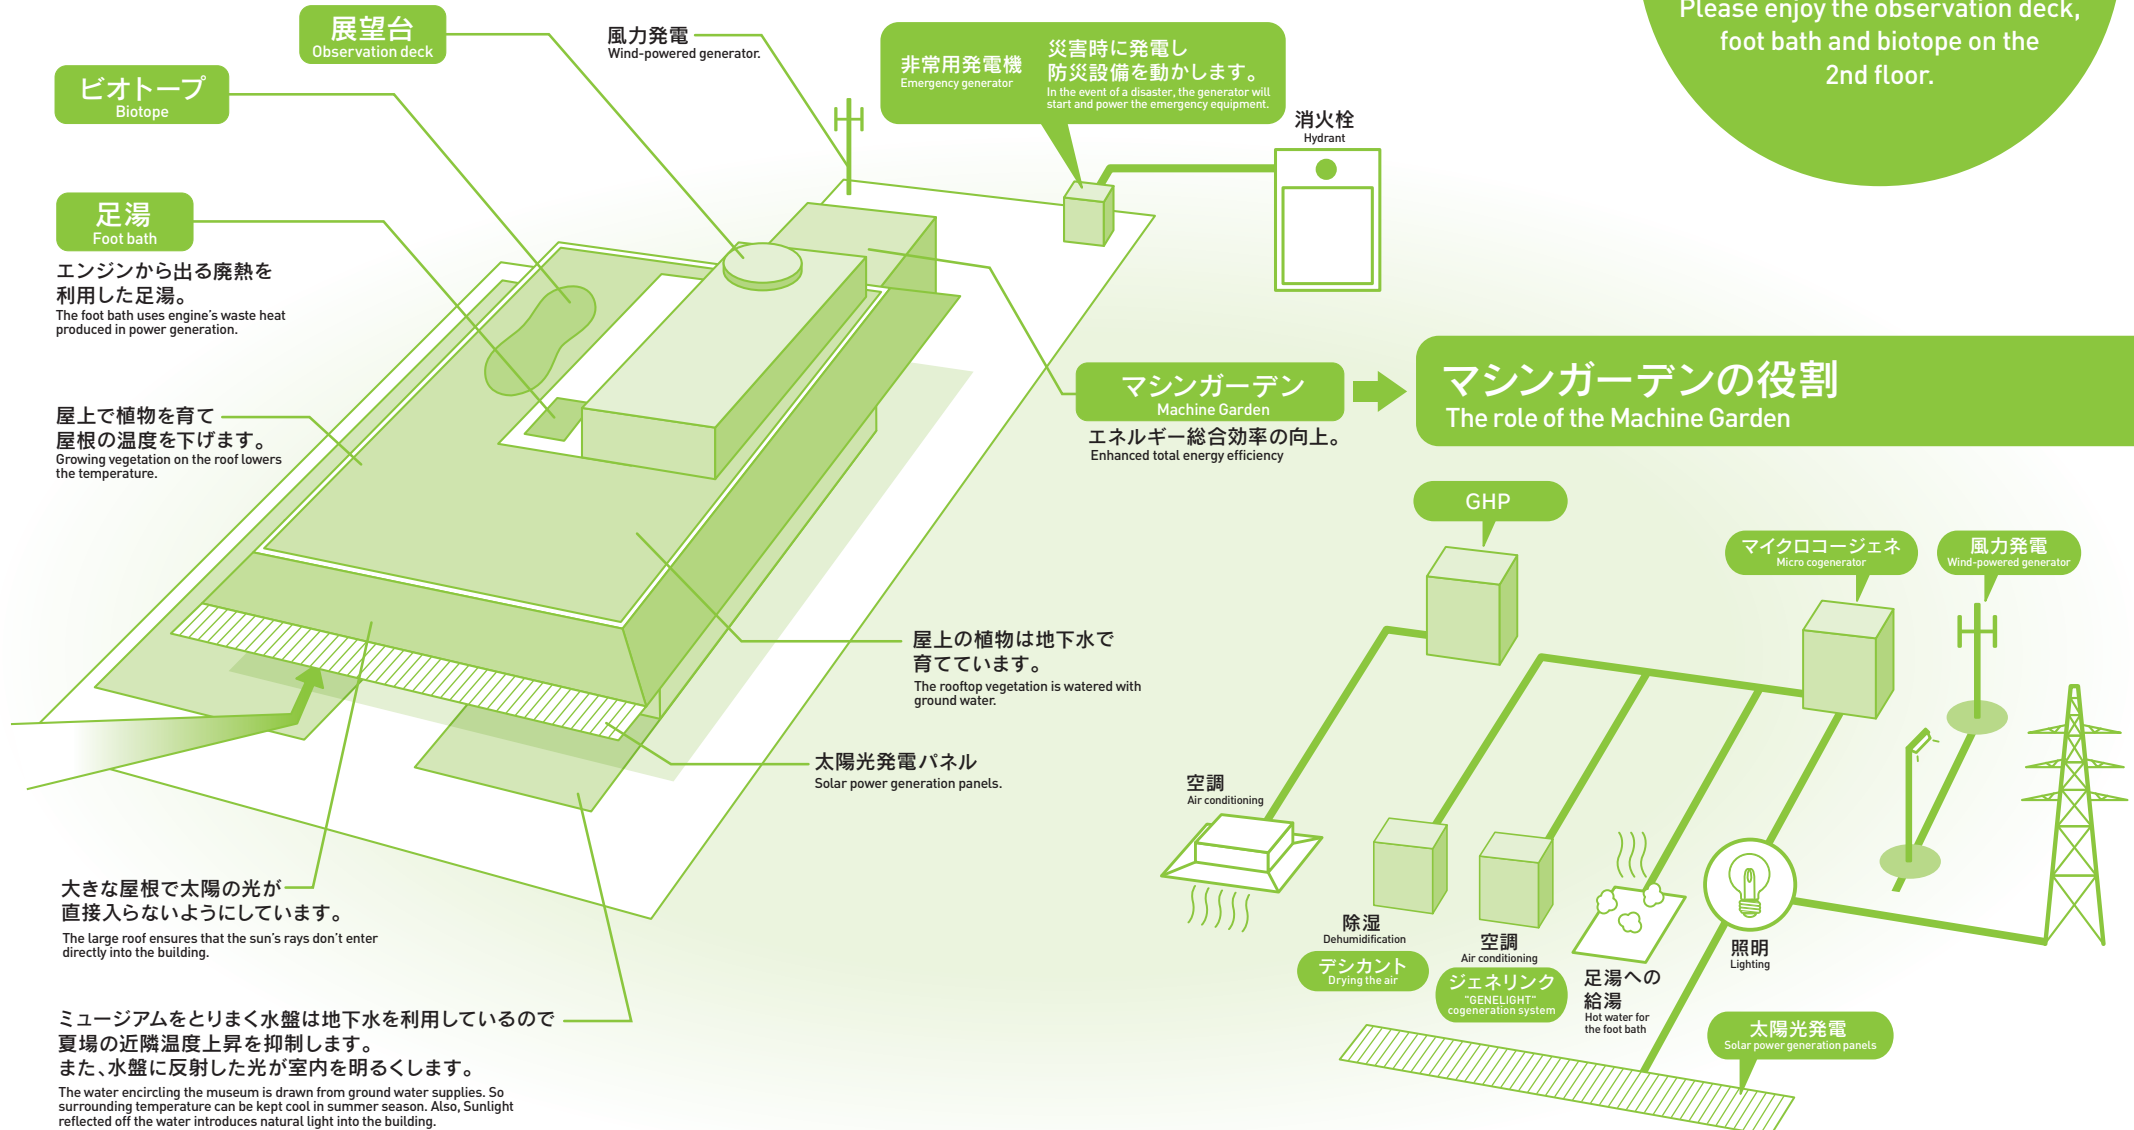 展望台
Observation deck
ビオトープ
Biotope
足湯
Foot bath
エンジンから出る廃熱を
利用した足湯。
The foot bath uses engine's waste heat
produced in power generation.
屋上で植物を育て
屋根の温度を下げます。
Growing vegetation on the roof lowers
the temperature.
風力発電
Wind-powered generator.
非常用発電機
Emergency generator
災害時に発電し
防災設備を動かします。
In the event of a disaster, the generator will
start and power the emergency equipment.
消火栓
Hydrant
Please enjoy the observation deck,
foot bath and biotope on the
2nd floor.
マシンガーデン
Machine Garden
エネルギー総合効率の向上。
Enhanced total energy efficiency
マシンガーデンの役割
The role of the Machine Garden
屋上の植物は地下水で
育てています。
The rooftop vegetation is watered with
ground water.
太陽光発電パネル
Solar power generation panels.
大きな屋根で太陽の光が
直接入らないようにしています。
The large roof ensures that the sun's rays don't enter
directly into the building.
ミュージアムをとりまく水盤は地下水を利用しているので
夏場の近隣温度上昇を抑制します。
また、水盤に反射した光が室内を明るくします。
The water encircling the museum is drawn from ground water supplies. So
surrounding temperature can be kept cool in summer season. Also, Sunlight
reflected off the water introduces natural light into the building.
GHP
マイクロコージェネ
Micro cogenerator
風力発電
Wind-powered generator
空調
Air conditioning
除湿
Dehumidification
デシカント
Drying the air
空調
Air conditioning
ジェネリンク
"GENELIGHT"
cogeneration system
足湯への
給湯
Hot water for
the foot bath
照明
Lighting
太陽光発電
Solar power generation panels